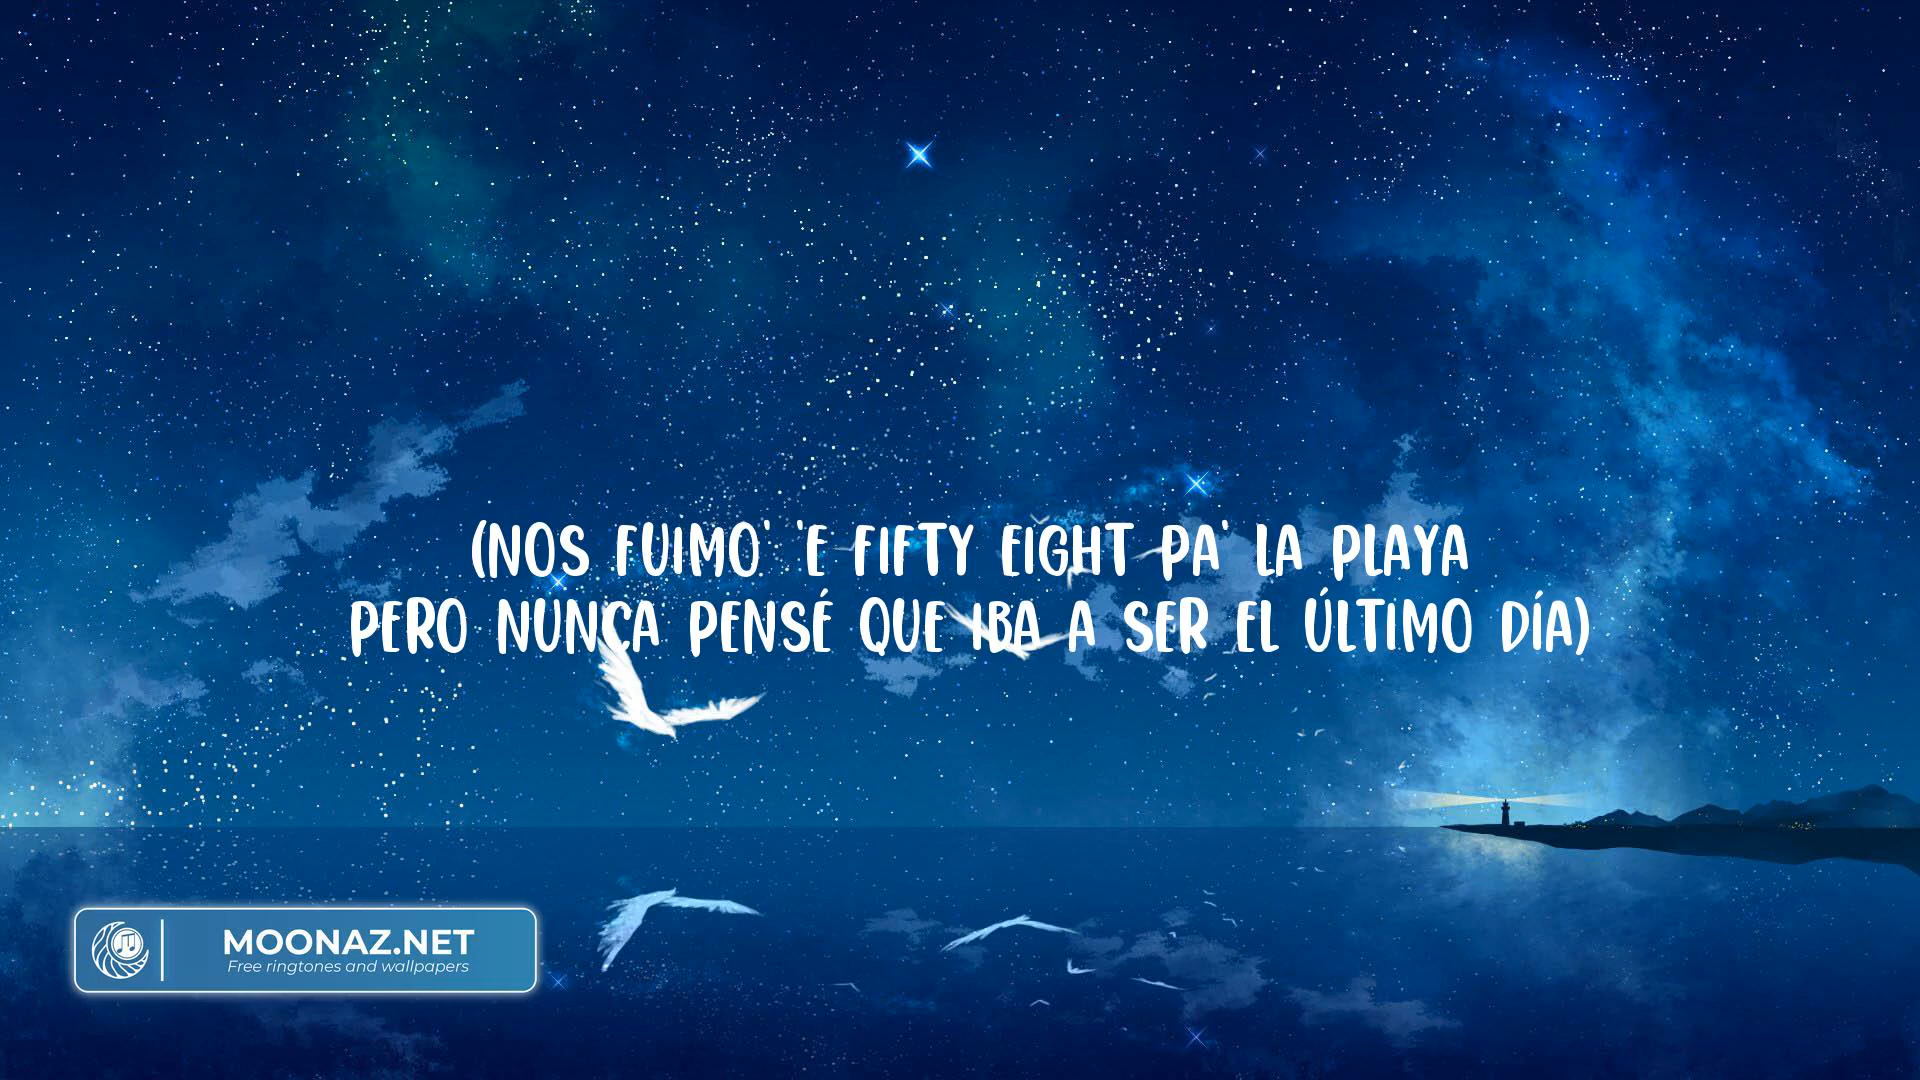 (NOS FUIMO' 'E FIFTY EIGHT PA' LA PLAYA
PERO NUNCA PENSÉ QUE IBA A SER EL ÚLTIMO DÍA)
MOONAZ.NET
Free ringtones and wallpapers